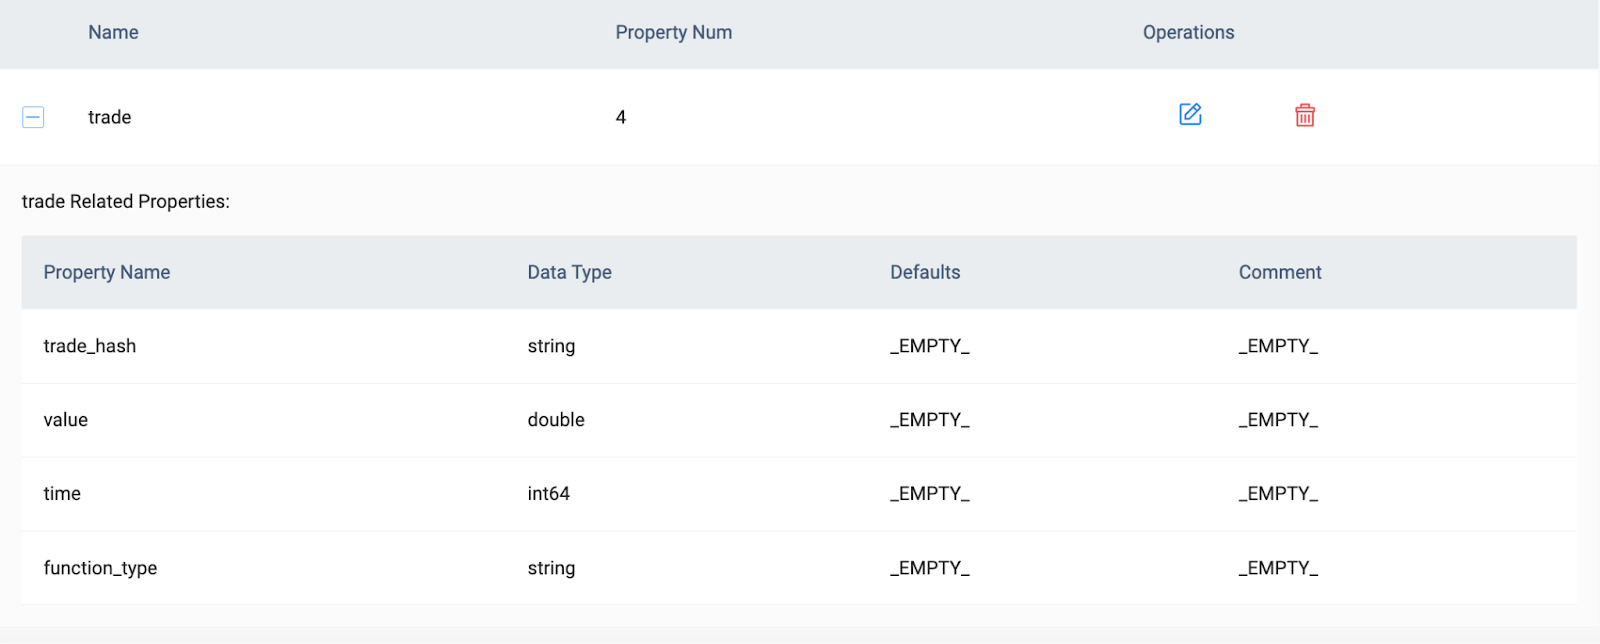 Name Property Num Operations
trade 4
trade Related Properties:
Property Name Data Type Defaults Comment
trade_hash string _EMPTY_ _EMPTY_
value double _EMPTY_ _EMPTY_
time int64 _EMPTY_ _EMPTY_
function_type string _EMPTY_ _EMPTY_